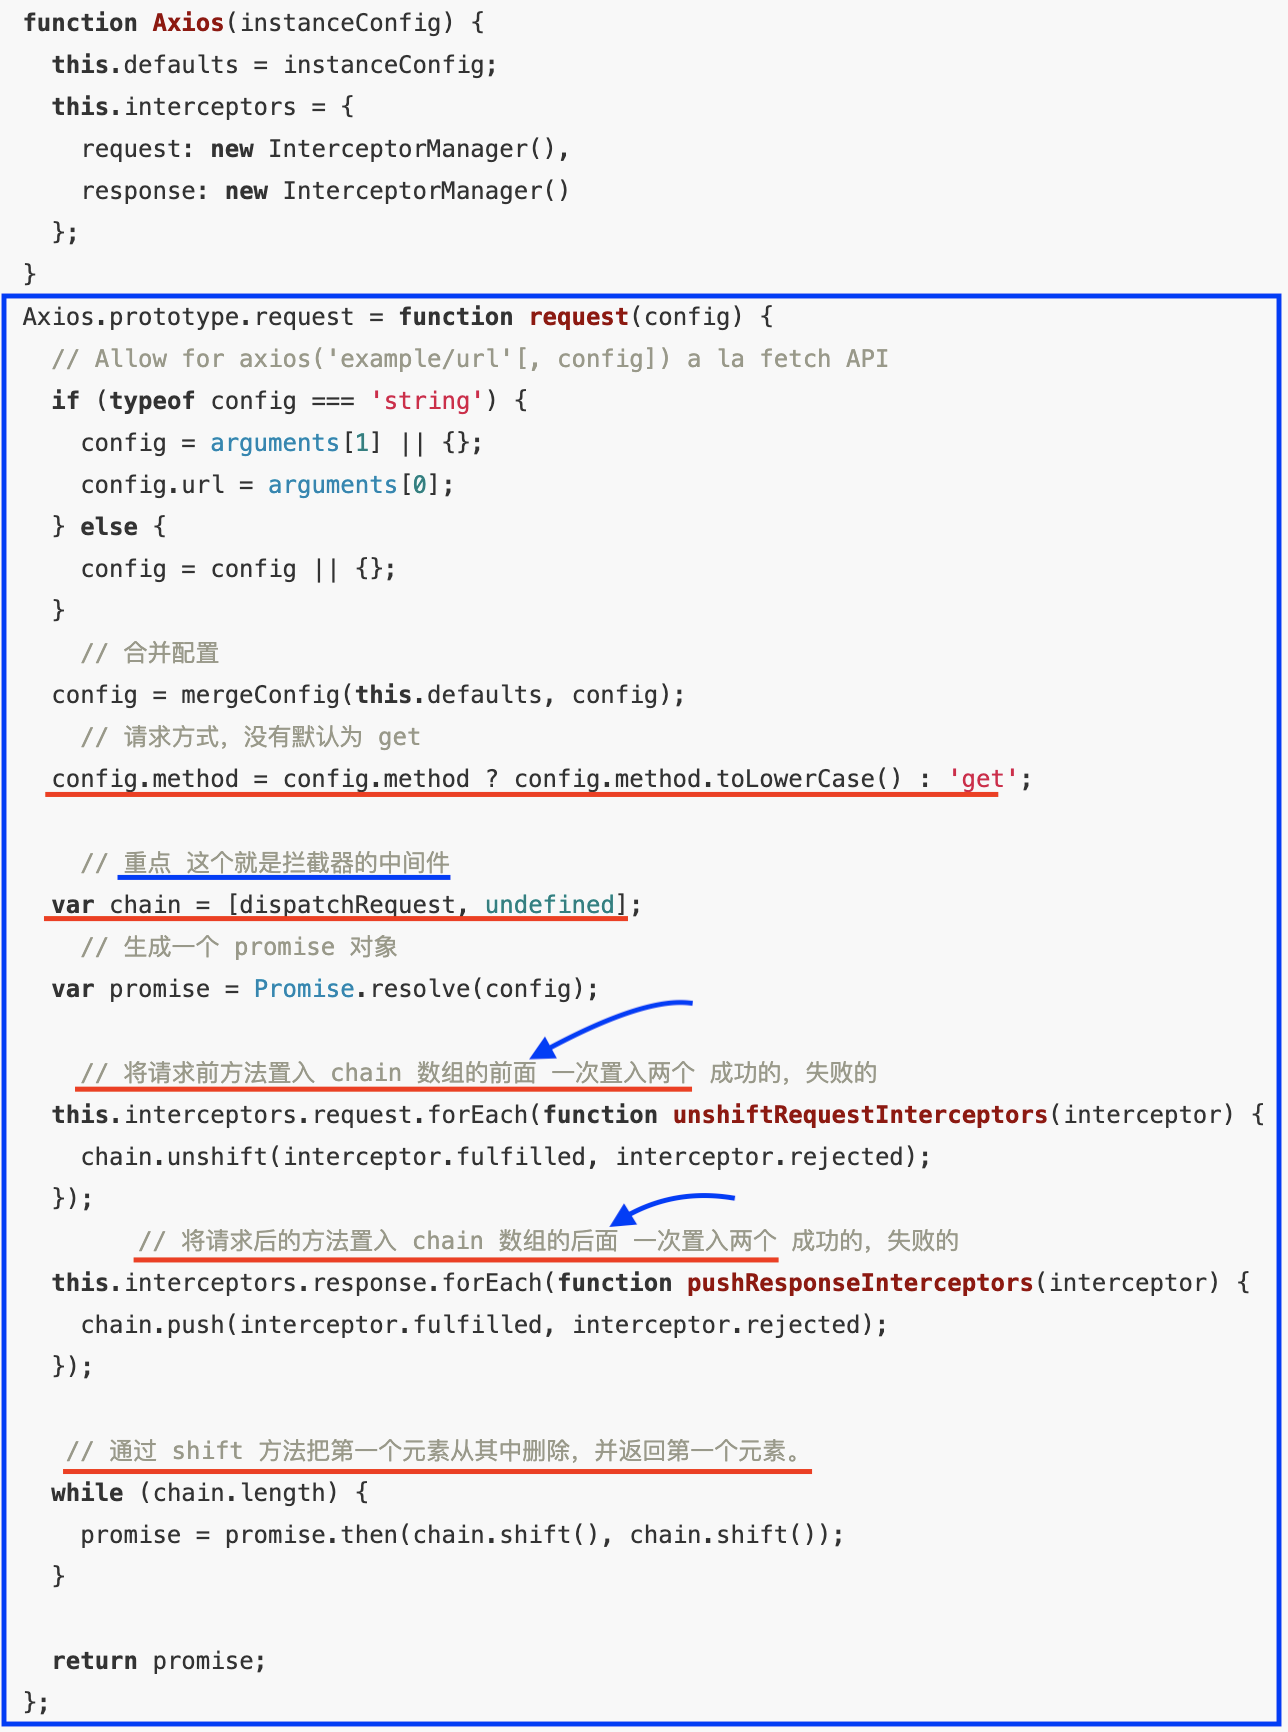 function Axios(instanceConfig) {
  this.defaults = instanceConfig;
  this.interceptors = {
    request: new InterceptorManager(),
    response: new InterceptorManager()
  };
}
Axios.prototype.request = function request(config) {
  // Allow for axios('example/url'[, config]) a la fetch API
  if (typeof config === 'string') {
    config = arguments[1] || {};
    config.url = arguments[0];
  } else {
    config = config || {};
  }
    // 合并配置
  config = mergeConfig(this.defaults, config);
    // 请求方式，没有默认为 get
  config.method = config.method ? config.method.toLowerCase() : 'get';
    // 重点 这个就是拦截器的中间件
  var chain = [dispatchRequest, undefined];
    // 生成一个 promise 对象
  var promise = Promise.resolve(config);
    // 将请求前方法置入 chain 数组的前面 一次置入两个 成功的，失败的
  this.interceptors.request.forEach(function unshiftRequestInterceptors(interceptor) {
    chain.unshift(interceptor.fulfilled, interceptor.rejected);
  });
        // 将请求后的方法置入 chain 数组的后面 一次置入两个 成功的，失败的
  this.interceptors.response.forEach(function pushResponseInterceptors(interceptor) {
    chain.push(interceptor.fulfilled, interceptor.rejected);
  });
   // 通过 shift 方法把第一个元素从其中删除，并返回第一个元素。
  while (chain.length) {
    promise = promise.then(chain.shift(), chain.shift());
  }
  return promise;
};